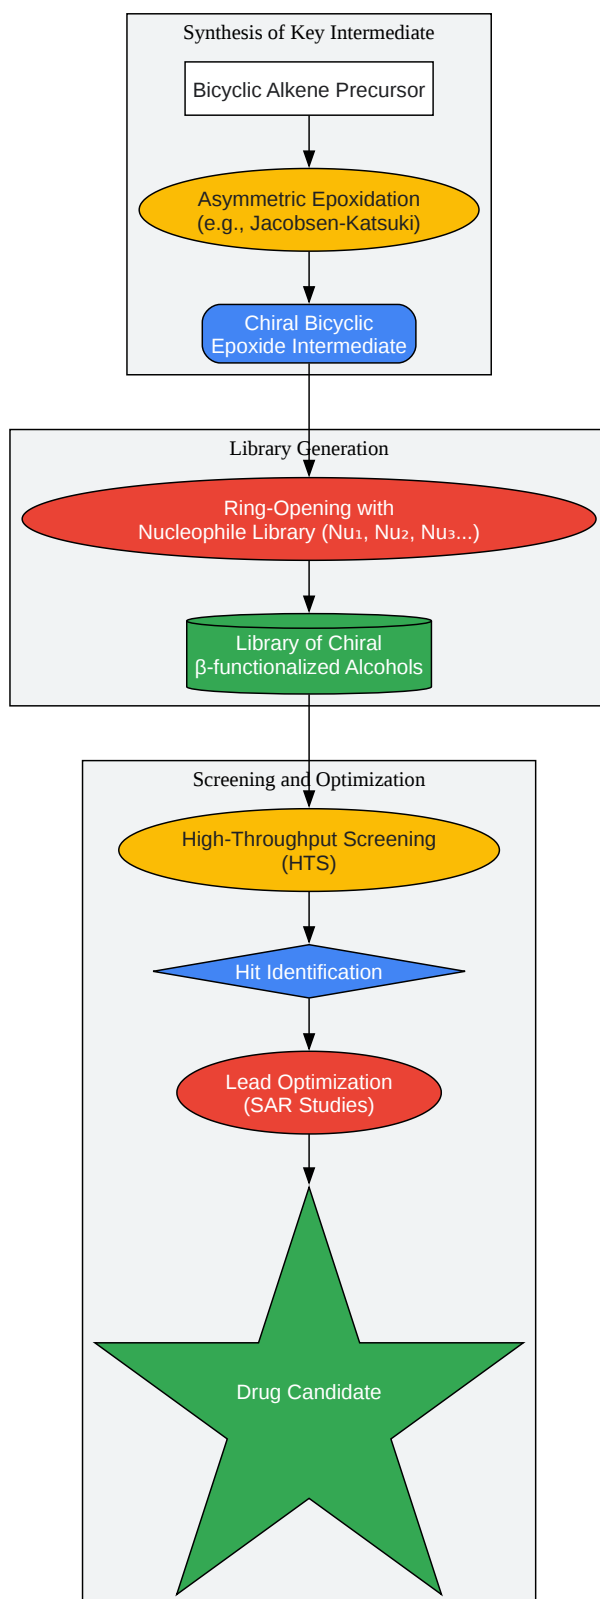 Synthesis of Key Intermediate
Bicyclic Alkene Precursor
Asymmetric Epoxidation
(e.g., Jacobsen-Katsuki)
Chiral Bicyclic
Epoxide Intermediate
Library Generation
Ring-Opening with
Nucleophile Library (Nu₁, Nu₂, Nu₃...)
Library of Chiral
β-functionalized Alcohols
Screening and Optimization
High-Throughput Screening
(HTS)
Hit Identification
Lead Optimization
(SAR Studies)
Drug Candidate